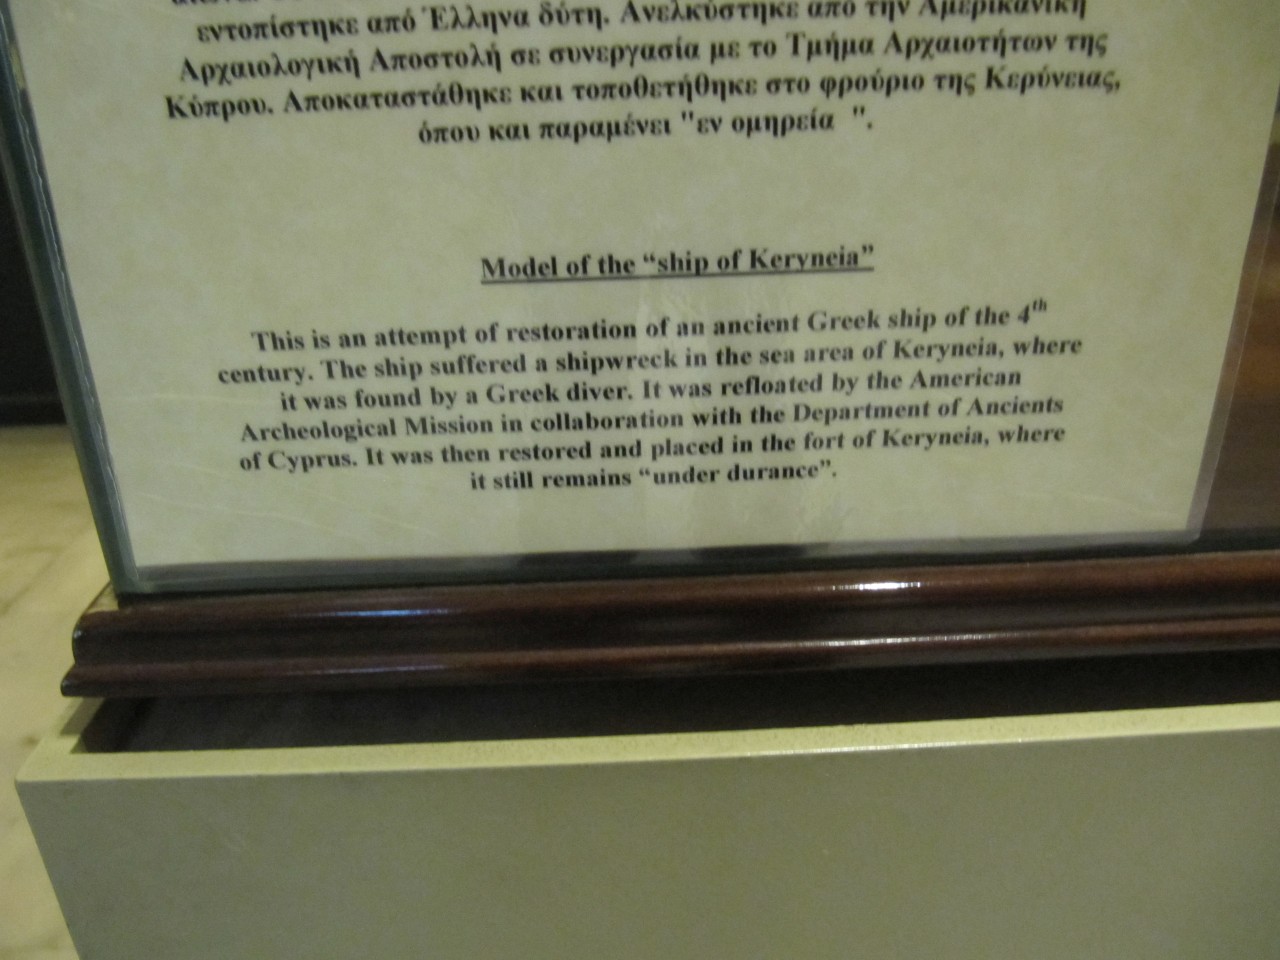 εντοπίστηκε από Έλληνα δύτη. Ανελκύστηκε από την Αμερικανική
Αρχαιολογική Αποστολή σε συνεργασία με το Τμήμα Αρχαιοτήτων της
Κύπρου. Αποκαταστάθηκε και τοποθετήθηκε στο φρούριο της Κερύνειας,
όπου και παραμένει "εν ομηρεία ".
Model of the “ship of Keryneia”
This is an attempt of restoration of an ancient Greek ship of the 4th
century. The ship suffered a shipwreck in the sea area of Keryneia, where
it was found by a Greek diver. It was refloated by the American
Archeological Mission in collaboration with the Department of Ancients
of Cyprus. It was then restored and placed in the fort of Keryneia, where
it still remains “under durance”.